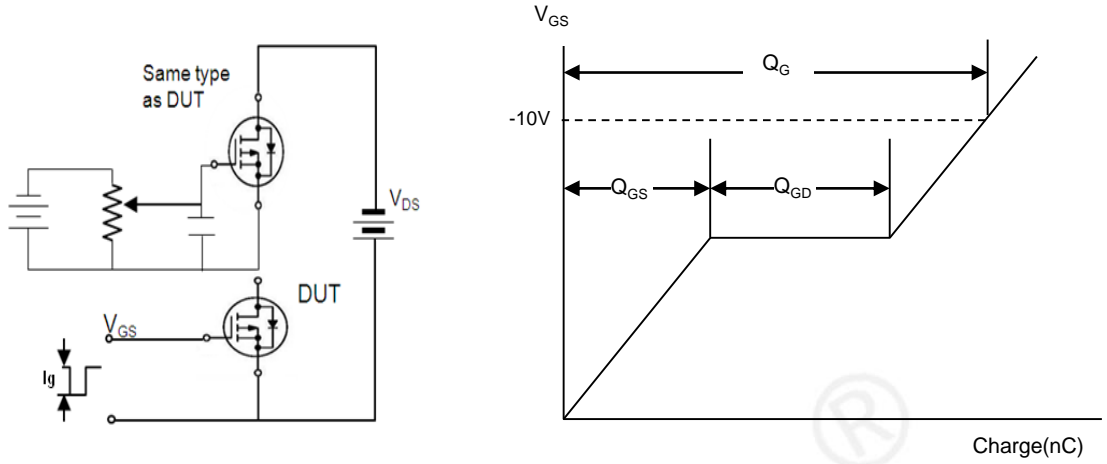 Same type
as DUT
V_DS
DUT
V_GS
Ig
V_GS
Q_G
-10V
Q_GS
Q_GD
Charge(nC)
®